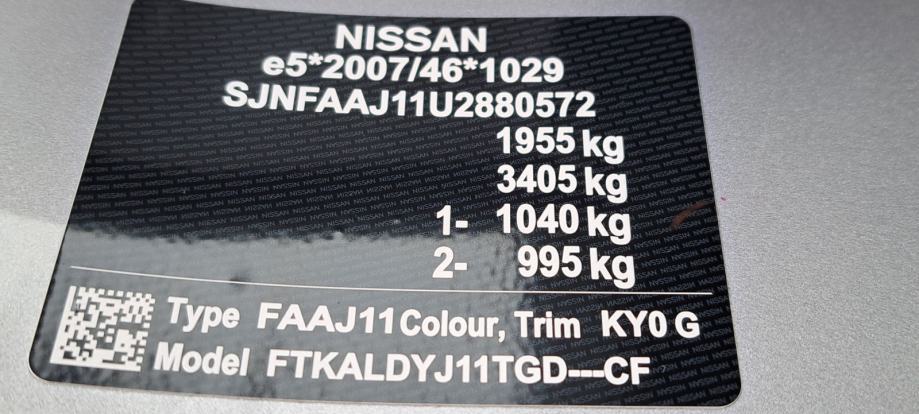 NISSAN
e5*2007/46*1029
SJNFAAJ11U2880572
1955 kg
3405 kg
1- 1040 kg
2- 995 kg
Type FAAJ11 Colour, Trim KY0 G
Model FTKALDYJ11TGD---CF